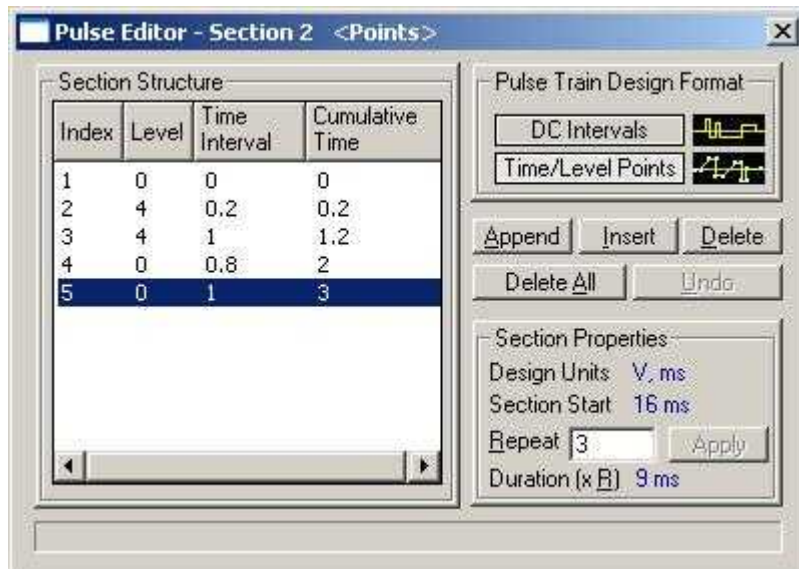 Pulse Editor - Section 2 <Points>
Section Structure
Index Level Time Interval Cumulative Time
1 0 0 0
2 4 0.2 0.2
3 4 1 1.2
4 0 0.8 2
5 0 1 3
Pulse Train Design Format
DC Intervals
Time/Level Points
Append Insert Delete
Delete All Undo
Section Properties
Design Units V, ms
Section Start 16 ms
Repeat 3 Apply
Duration (x R) 9 ms